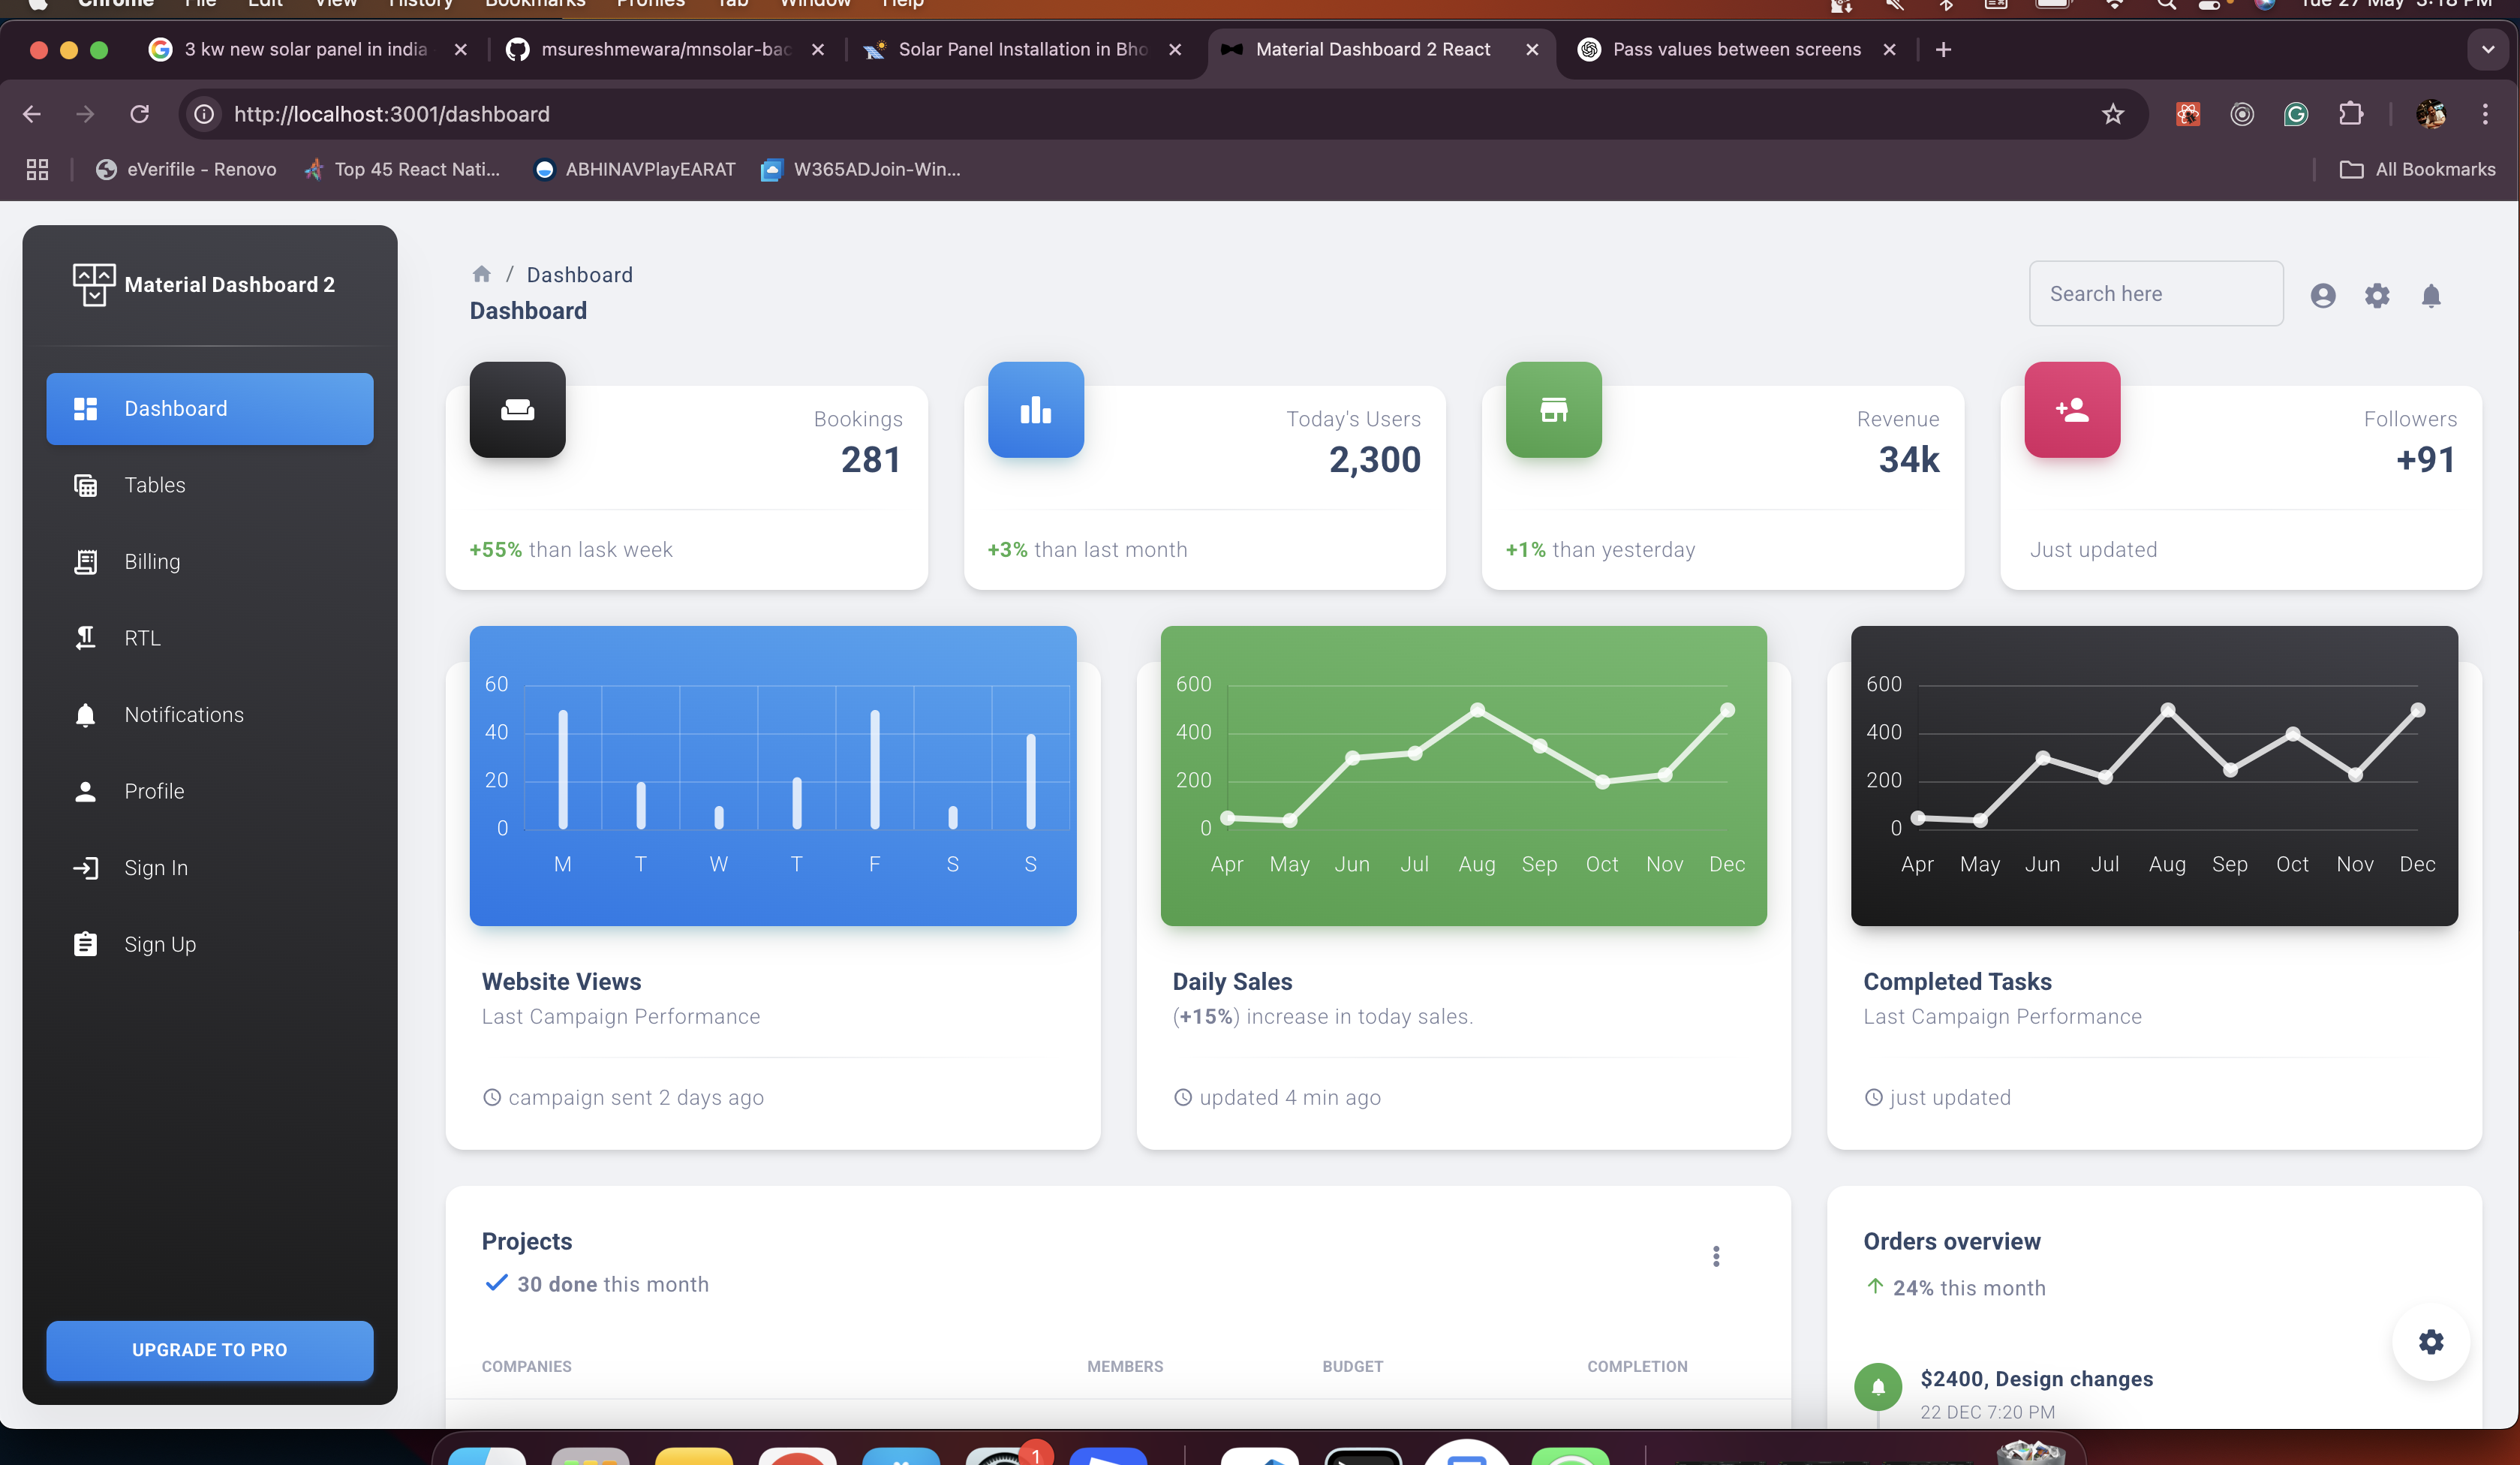 Chrome File Edit View History Bookmarks Profiles Tab Window Help Tue 27 May 3:18 PM
3 kw new solar panel in india msureshmewara/mnsolar-bac Solar Panel Installation in Bho Material Dashboard 2 React Pass values between screens
http://localhost:3001/dashboard
eVerifile - Renovo Top 45 React Nati... ABHINAVPlayEARAT W365ADJoin-Win... All Bookmarks
Material Dashboard 2
Dashboard
Tables
Billing
RTL
Notifications
Profile
Sign In
Sign Up
UPGRADE TO PRO
/ Dashboard
Dashboard
Search here
Bookings
281
+55% than lask week
Today's Users
2,300
+3% than last month
Revenue
34k
+1% than yesterday
Followers
+91
Just updated
60
40
20
0
M T W T F S S
Website Views
Last Campaign Performance
campaign sent 2 days ago
600
400
200
0
Apr May Jun Jul Aug Sep Oct Nov Dec
Daily Sales
(+15%) increase in today sales.
updated 4 min ago
600
400
200
0
Apr May Jun Jul Aug Sep Oct Nov Dec
Completed Tasks
Last Campaign Performance
just updated
Projects
30 done this month
COMPANIES MEMBERS BUDGET COMPLETION
Orders overview
24% this month
$2400, Design changes
22 DEC 7:20 PM
1